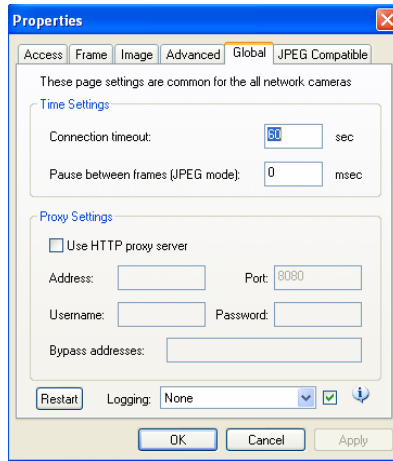 Properties
Access Frame Image Advanced Global JPEG Compatible
These page settings are common for the all network cameras
Time Settings
Connection timeout: 60 sec
Pause between frames (JPEG mode): 0 msec
Proxy Settings
Use HTTP proxy server
Address: Port: 8080
Username: Password:
Bypass addresses:
Restart Logging: None
OK Cancel Apply